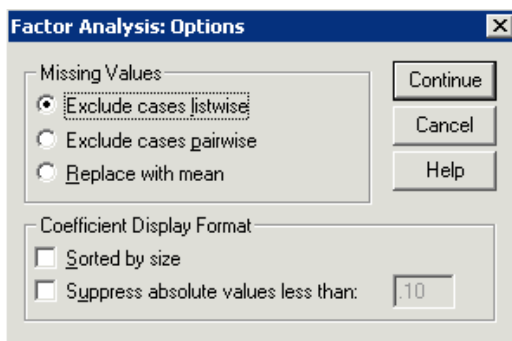 Factor Analysis: Options
Missing Values
Exclude cases listwise
Exclude cases pairwise
Replace with mean
Continue
Cancel
Help
Coefficient Display Format
Sorted by size
Suppress absolute values less than: .10